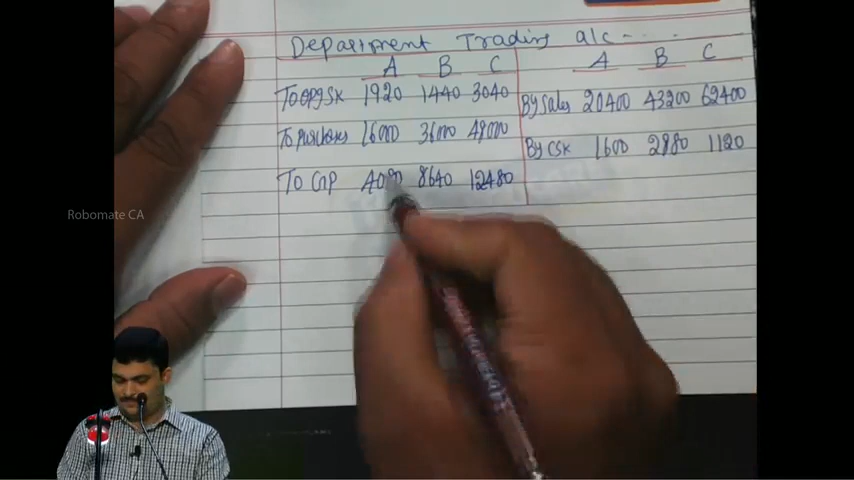 Department Trading a/c - . . .
A B C A B C
To opg sk 1920 1440 3040 By Sales 20400 43200 62400
To purchases 16000 36000 48000 By csk 1600 2880 1120
To GP 4080 8640 12480
Robomate CA